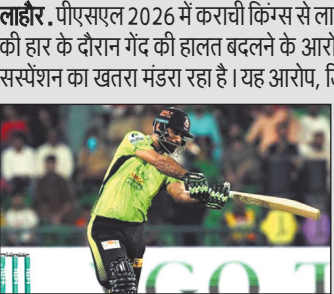 लाहौर . पीएसएल 2026 में कराची किंग्स से ला
की हार के दौरान गेंद की हालत बदलने के आरो
सस्पेंशन का खतरा मंडरा रहा है । यह आरोप, जि
GO T